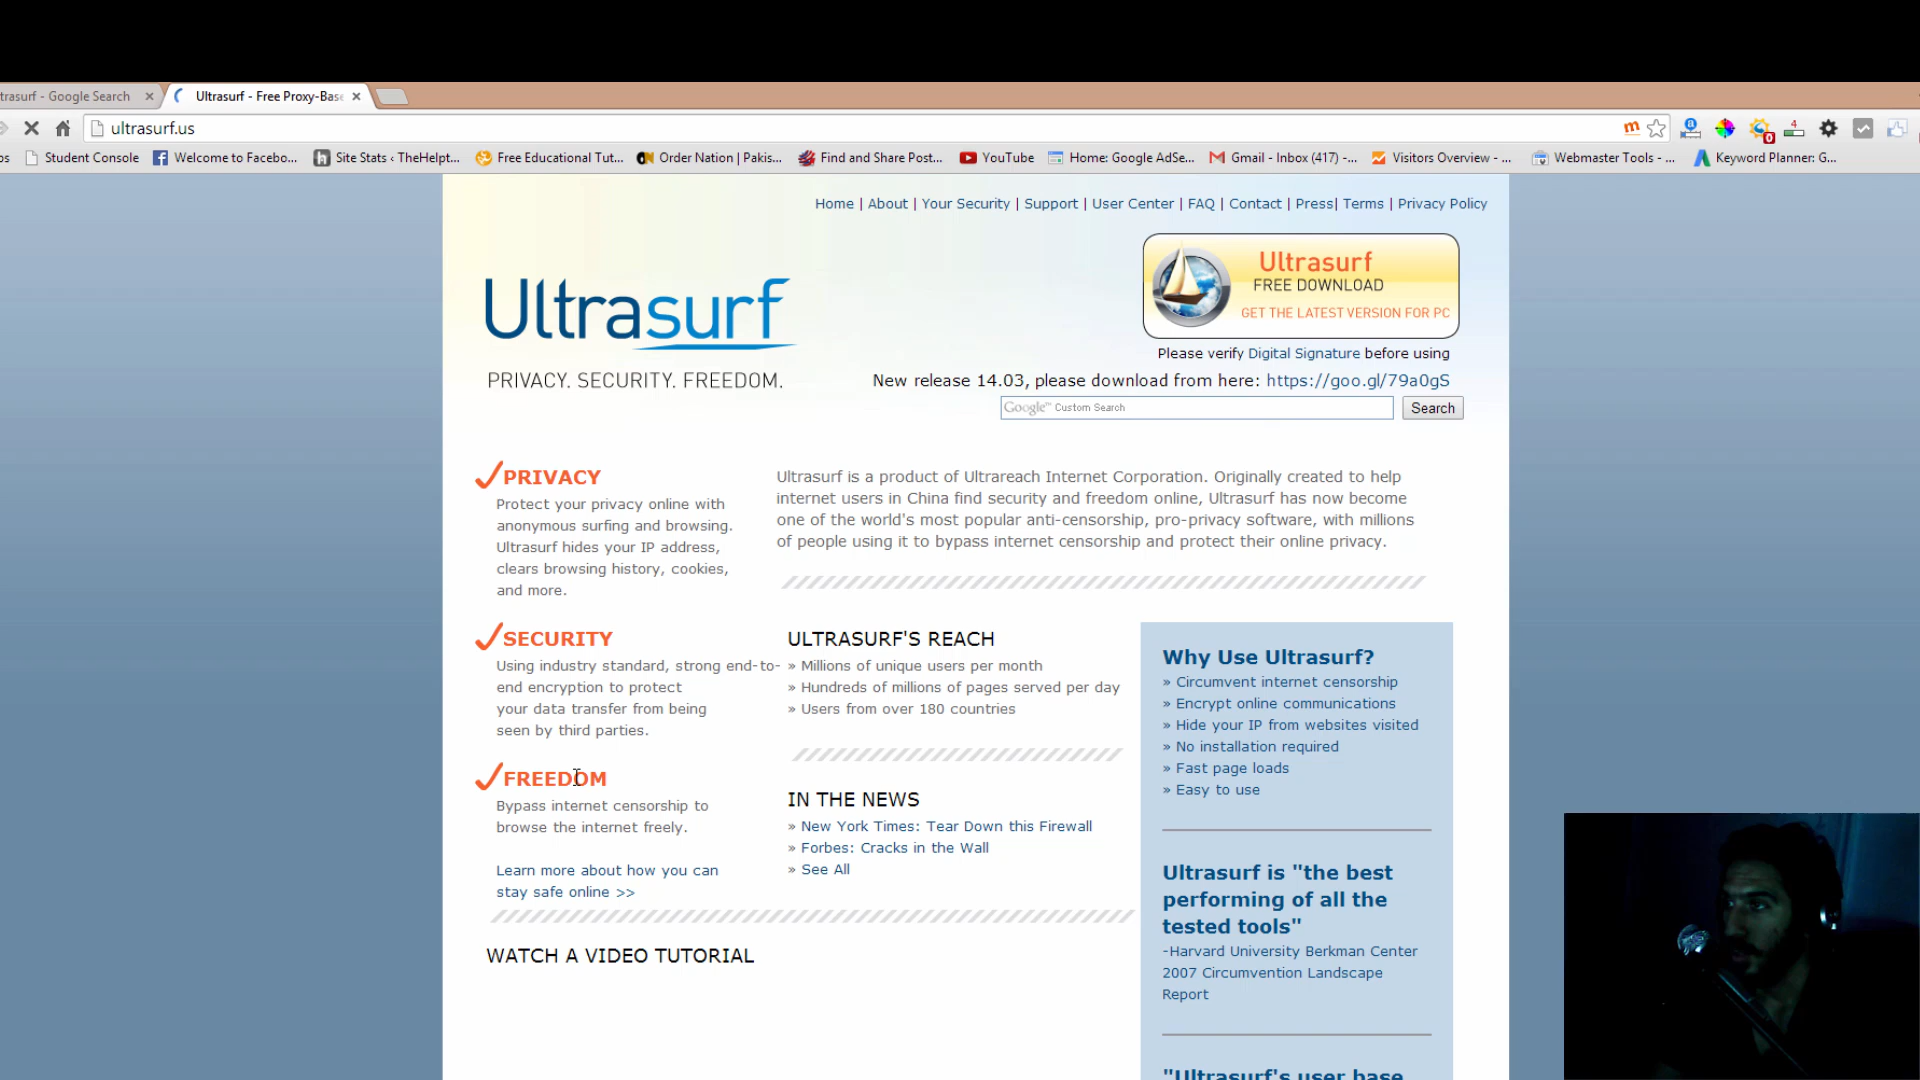 trasurf - Google Search
Ultrasurf - Free Proxy-Base
ultrasurf.us
m
4
0
ps
Student Console
Welcome to Facebo...
Site Stats ‹ TheHelpt...
Free Educational Tut...
Order Nation | Pakis...
Find and Share Post...
YouTube
Home: Google AdSe...
Gmail - Inbox (417) -...
Visitors Overview - ...
Webmaster Tools - ...
Keyword Planner: G...
Home | About | Your Security | Support | User Center | FAQ | Contact | Press| Terms | Privacy Policy
Ultrasurf
FREE DOWNLOAD
GET THE LATEST VERSION FOR PC
Ultrasurf
PRIVACY. SECURITY. FREEDOM.
Please verify Digital Signature before using
New release 14.03, please download from here: https://goo.gl/79a0gS
Google™ Custom Search
Search
PRIVACY
Protect your privacy online with
anonymous surfing and browsing.
Ultrasurf hides your IP address,
clears browsing history, cookies,
and more.
Ultrasurf is a product of Ultrareach Internet Corporation. Originally created to help
internet users in China find security and freedom online, Ultrasurf has now become
one of the world's most popular anti-censorship, pro-privacy software, with millions
of people using it to bypass internet censorship and protect their online privacy.
SECURITY
Using industry standard, strong end-to-
end encryption to protect
your data transfer from being
seen by third parties.
ULTRASURF'S REACH
» Millions of unique users per month
» Hundreds of millions of pages served per day
» Users from over 180 countries
FREEDOM
Bypass internet censorship to
browse the internet freely.
Learn more about how you can
stay safe online >>
IN THE NEWS
» New York Times: Tear Down this Firewall
» Forbes: Cracks in the Wall
» See All
WATCH A VIDEO TUTORIAL
Why Use Ultrasurf?
» Circumvent internet censorship
» Encrypt online communications
» Hide your IP from websites visited
» No installation required
» Fast page loads
» Easy to use
Ultrasurf is "the best
performing of all the
tested tools"
-Harvard University Berkman Center
2007 Circumvention Landscape
Report
"Ultrasurf's user base